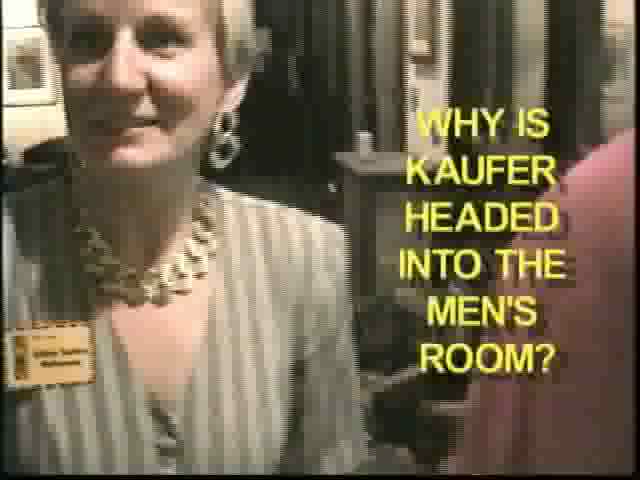 WHY IS
KAUFER
HEADED
INTO THE
MEN'S
ROOM?